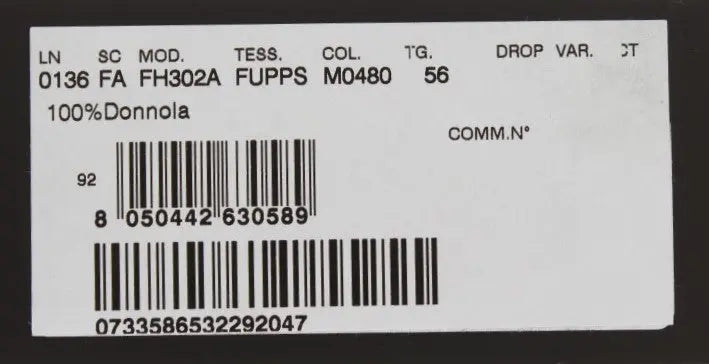 LN SC MOD. TESS. COL. TG. DROP VAR. CT
0136 FA FH302A FUPPS M0480 56
100%Donnola
COMM.N°
92
8 050442 630589
0733586532292047